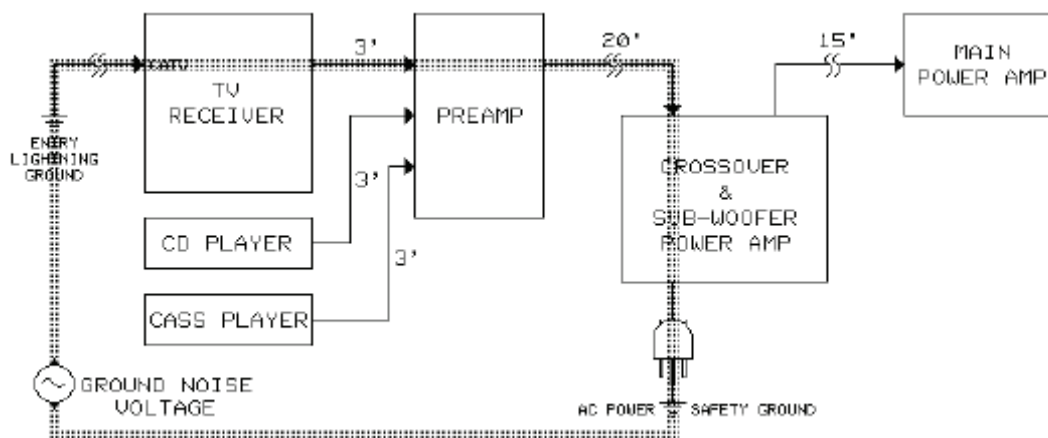 3'
20'
15'
MAIN
POWER AMP
CATV
TV
RECEIVER
PREAMP
ENTRY
LIGHTNING
GROUND
CROSSOVER
&
SUB-WOOFER
POWER AMP
3'
CD PLAYER
3'
CASS PLAYER
GROUND NOISE
VOLTAGE
AC POWER SAFETY GROUND